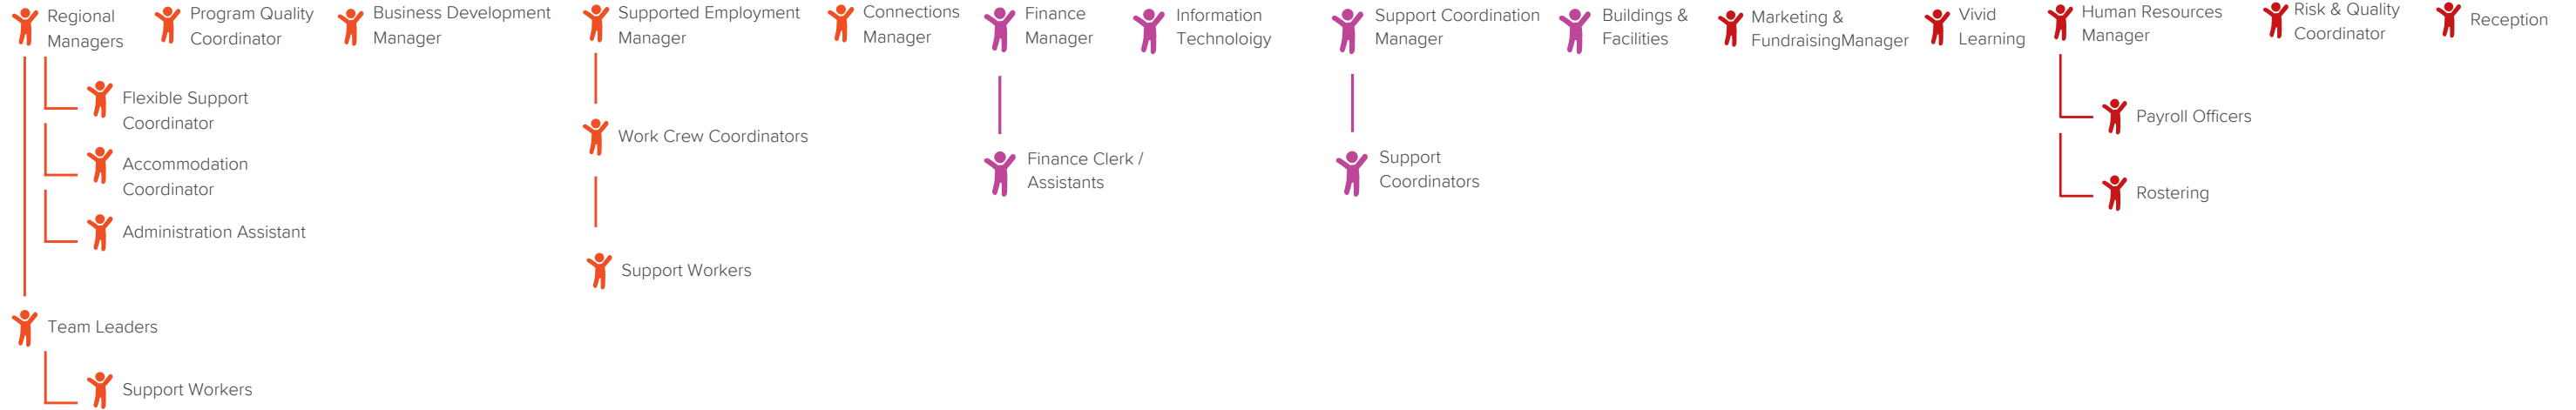 Regional
Managers
Program Quality
Coordinator
Business Development
Manager
Supported Employment
Manager
Connections
Manager
Finance
Manager
Information
Technoloigy
Support Coordination
Manager
Buildings &
Facilities
Marketing &
FundraisingManager
Vivid
Learning
Human Resources
Manager
Risk & Quality
Coordinator
Reception
Flexible Support
Coordinator
Accommodation
Coordinator
Administration Assistant
Team Leaders
Support Workers
Work Crew Coordinators
Support Workers
Finance Clerk /
Assistants
Support
Coordinators
Payroll Officers
Rostering